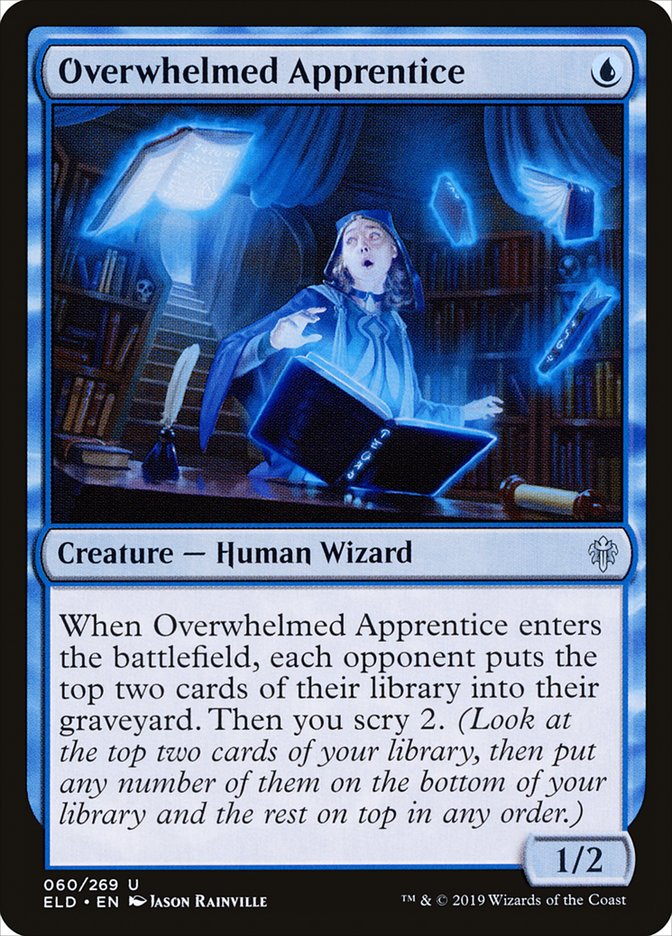 Overwhelmed Apprentice
Creature — Human Wizard
When Overwhelmed Apprentice enters
the battlefield, each opponent puts the
top two cards of their library into their
graveyard. Then you scry 2. (Look at
the top two cards of your library, then put
any number of them on the bottom of your
library and the rest on top in any order.)
1/2
060/269 U
ELD • EN Jason Rainville
™ & © 2019 Wizards of the Coast